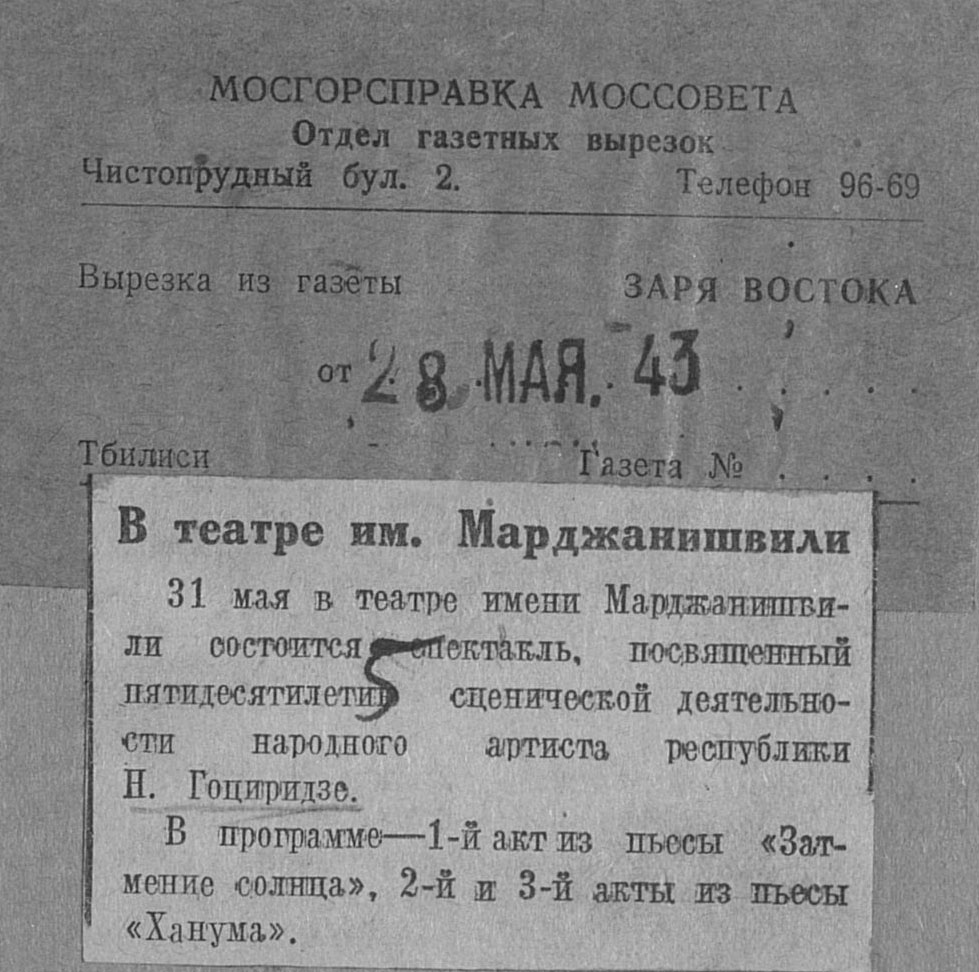 МОСГОРСПРАВКА МОССОВЕТА
Отдел газетных вырезок
Чистопрудный бул. 2. Телефон 96-69
Вырезка из газеты ЗАРЯ ВОСТОКА
от 28 МАЯ. 43
Тбилиси Газета № . . . .
В театре им. Марджанишвили
31 мая в театре имени Марджанишви-
ли состоится спектакль, посвященный
пятидесятилетию сценической деятельно-
сти народного артиста республики
Н. Гоциридзе.
В программе—1-й акт из пьесы «Зат-
мение солнца», 2-й и 3-й акты из пьесы
«Ханума».
5